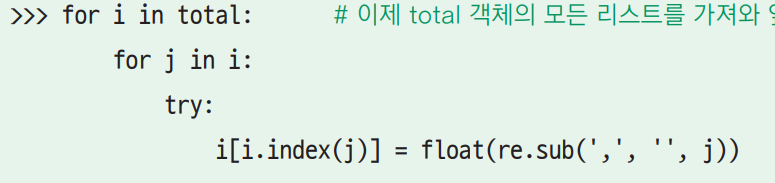 >>> for i in total: # 이제 total 객체의 모든 리스트를 가져와
for j in i:
try:
i[i.index(j)] = float(re.sub(',', '', j))